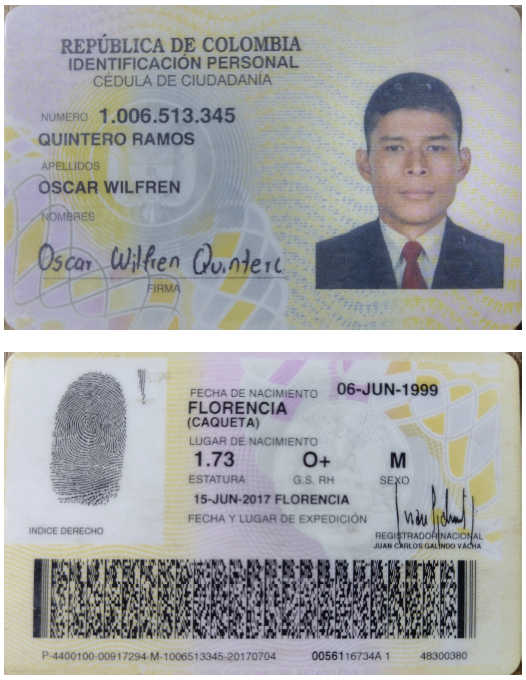 REPÚBLICA DE COLOMBIA
IDENTIFICACIÓN PERSONAL
CÉDULA DE CIUDADANÍA
NÚMERO 1.006.513.345
QUINTERO RAMOS
APELLIDOS
OSCAR WILFREN
NOMBRES
Oscar Wilfren Quintero
FIRMA
FECHA DE NACIMIENTO 06-JUN-1999
FLORENCIA
(CAQUETA)
LUGAR DE NACIMIENTO
1.73 O+ M
ESTATURA G.S. RH SEXO
15-JUN-2017 FLORENCIA
FECHA Y LUGAR DE EXPEDICIÓN
INDICE DERECHO
REGISTRADOR NACIONAL
JUAN CARLOS GALINDO VÁCHA
P-4400100-00917294-M-1006513345-20170704 0056116734A 1 48300380